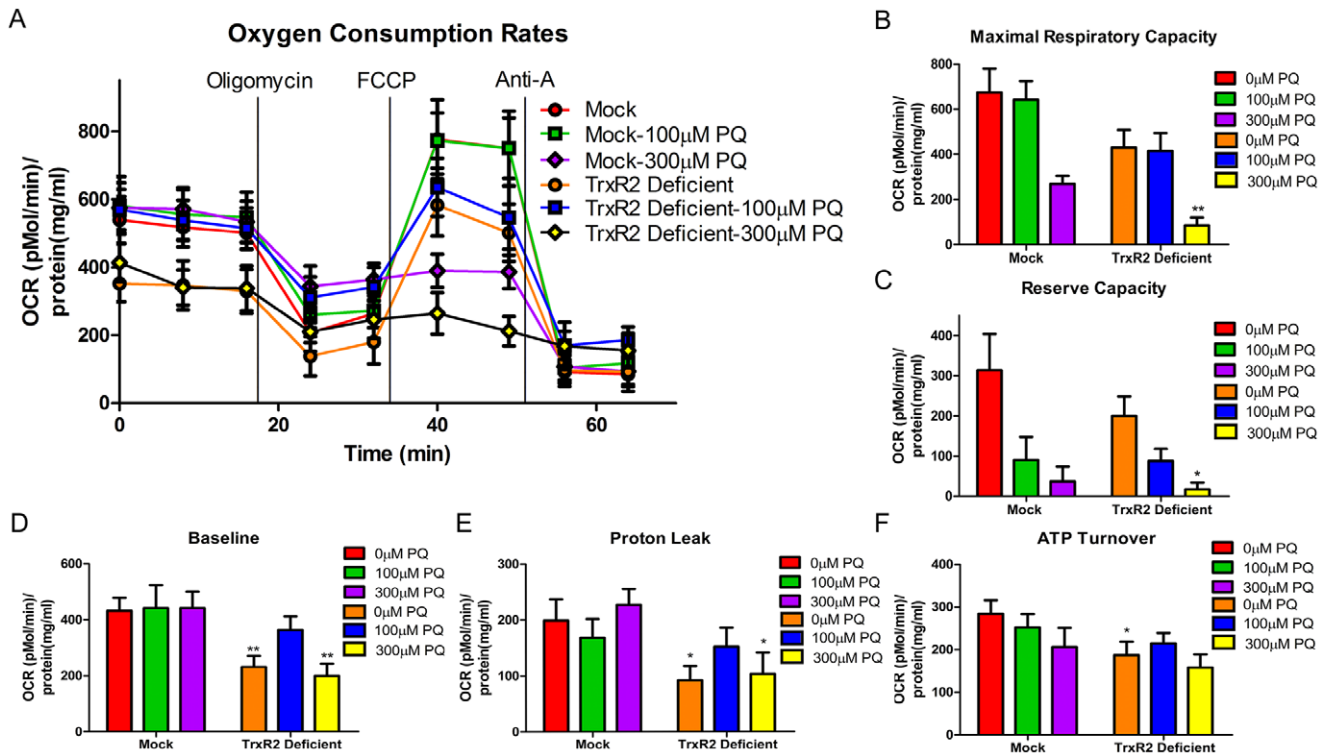 A
Oxygen Consumption Rates
Oligomycin
FCCP
Anti-A
Mock
Mock-100μM PQ
Mock-300μM PQ
TrxR2 Deficient
TrxR2 Deficient-100μM PQ
TrxR2 Deficient-300μM PQ
OCR (pMol/min)/
protein(mg/ml)
800
600
400
200
0
0
20
40
60
Time (min)
B
Maximal Respiratory Capacity
OCR (pMol/min)/
protein(mg/ml)
800
600
400
200
0
**
Mock
TrxR2 Deficient
0μM PQ
100μM PQ
300μM PQ
0μM PQ
100μM PQ
300μM PQ
C
Reserve Capacity
OCR (pMol/min)/
protein(mg/ml)
400
300
200
100
0
*
Mock
TrxR2 Deficient
0μM PQ
100μM PQ
300μM PQ
0μM PQ
100μM PQ
300μM PQ
D
Baseline
OCR (pMol/min)/
protein(mg/ml)
600
400
200
0
**
**
Mock
TrxR2 Deficient
0μM PQ
100μM PQ
300μM PQ
0μM PQ
100μM PQ
300μM PQ
E
Proton Leak
OCR (pMol/min)/
protein(mg/ml)
300
200
100
0
*
*
Mock
TrxR2 Deficient
0μM PQ
100μM PQ
300μM PQ
0μM PQ
100μM PQ
300μM PQ
F
ATP Turnover
OCR (pMol/min)/
protein(mg/ml)
400
300
200
100
0
*
Mock
TrxR2 Deficient
0μM PQ
100μM PQ
300μM PQ
0μM PQ
100μM PQ
300μM PQ